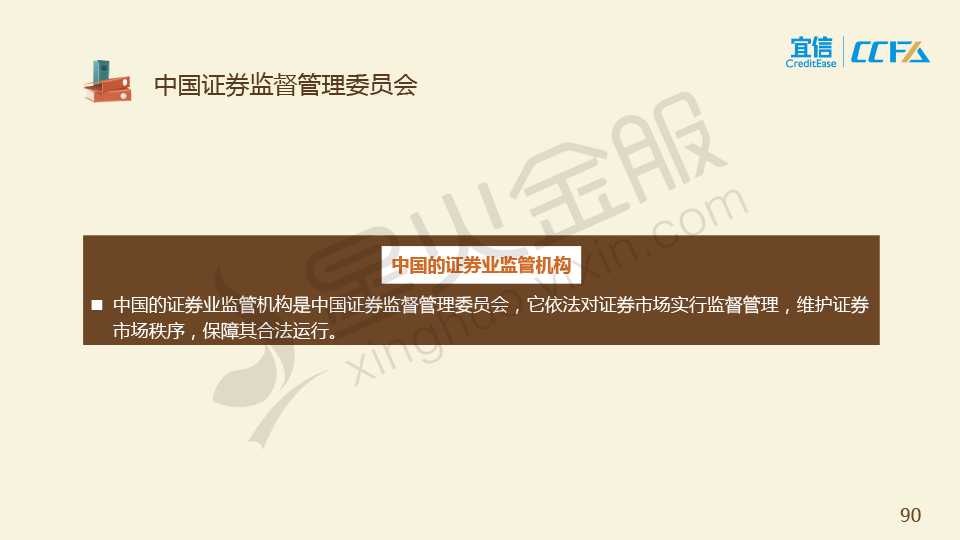 宜信
CreditEase
CCFA
中国证券监督管理委员会
星火金服
xinghuo.yixin.com
中国的证券业监管机构
■ 中国的证券业监管机构是中国证券监督管理委员会，它依法对证券市场实行监督管理，维护证券
市场秩序，保障其合法运行。
90